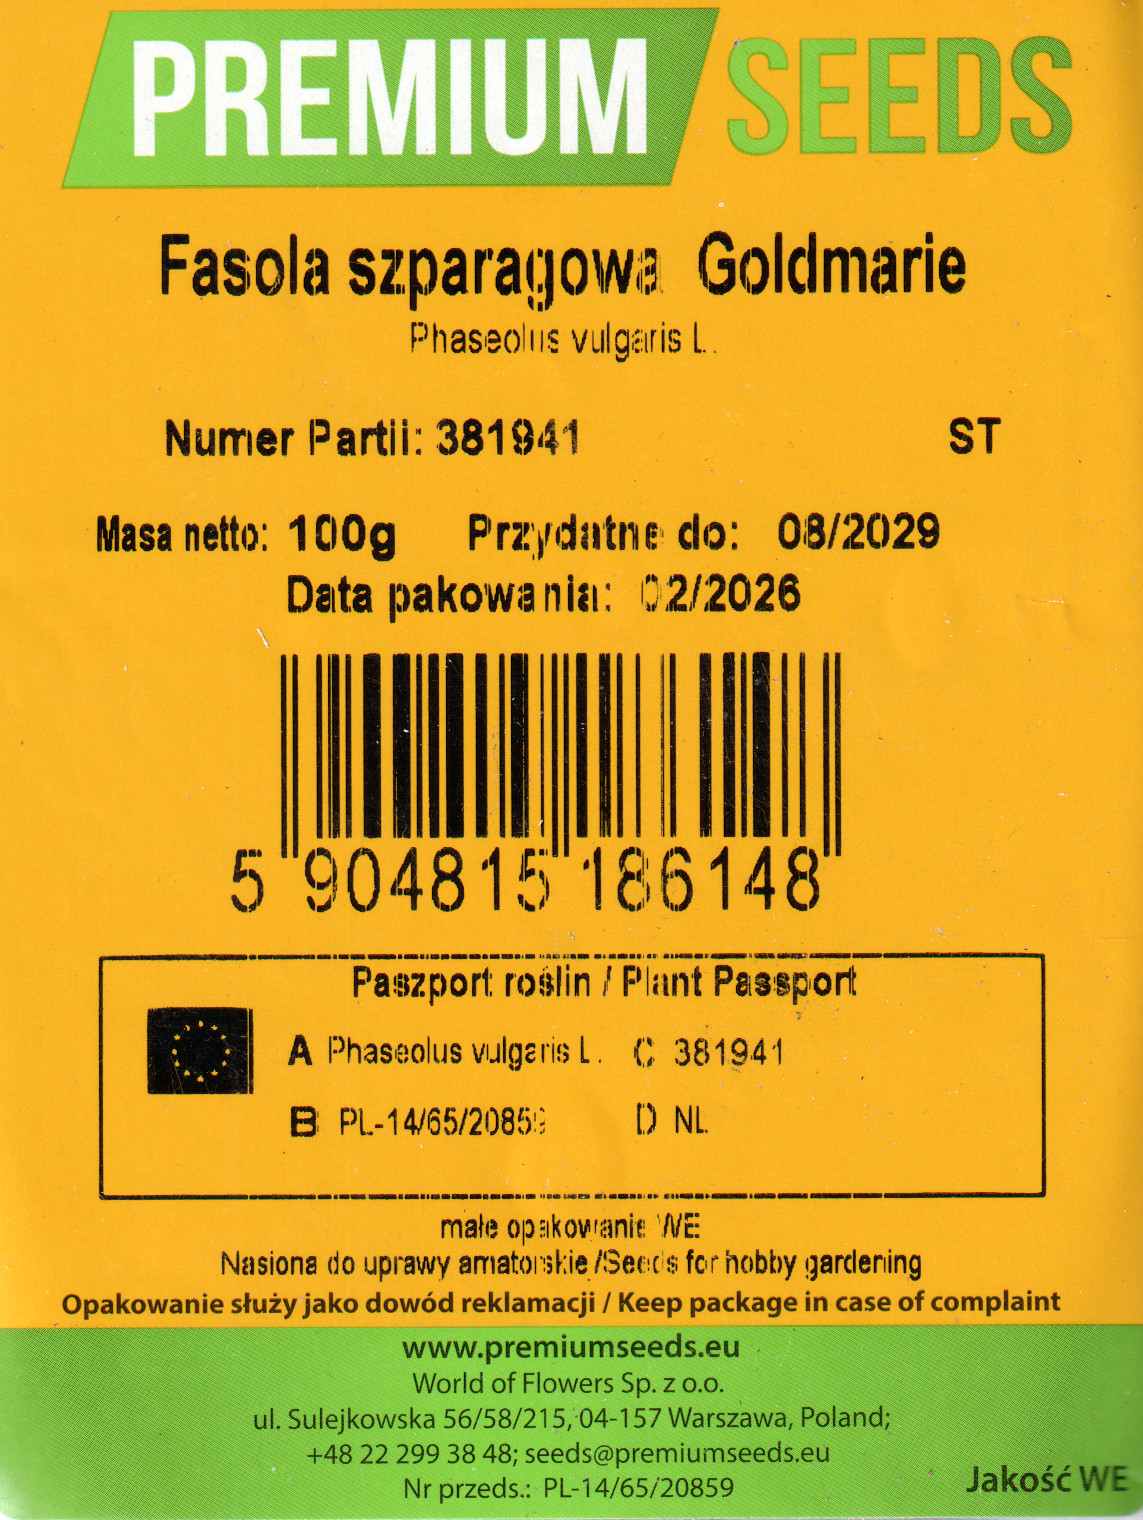 PREMIUM SEEDS
Fasola szparagowa Goldmarie
Phaseolus vulgaris L.
Numer Partii: 381941 ST
Masa netto: 100g Przydatne do: 08/2029
Data pakowania: 02/2026
5 904815 186148
Paszport roślin / Plant Passport
A Phaseolus vulgaris L. C 381941
B PL-14/65/20859 D NL
małe opakowanie WE
Nasiona do uprawy amatorskie /Seeds for hobby gardening
Opakowanie służy jako dowód reklamacji / Keep package in case of complaint
www.premiumseeds.eu
World of Flowers Sp. z o.o.
ul. Sulejkowska 56/58/215, 04-157 Warszawa, Poland;
+48 22 299 38 48; seeds@premiumseeds.eu
Nr przeds.: PL-14/65/20859
Jakość WE